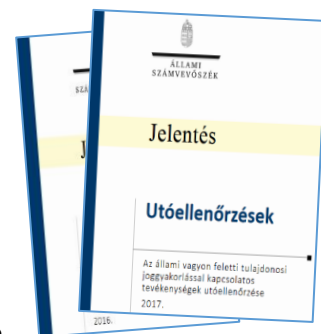 ÁLLAMI
SZÁMVEVŐSZÉK
Jelentés
Utóellenőrzések
Az állami vagyon feletti tulajdonosi
joggyakorlással kapcsolatos
tevékenységek utóellenőrzése
2017.
2016.